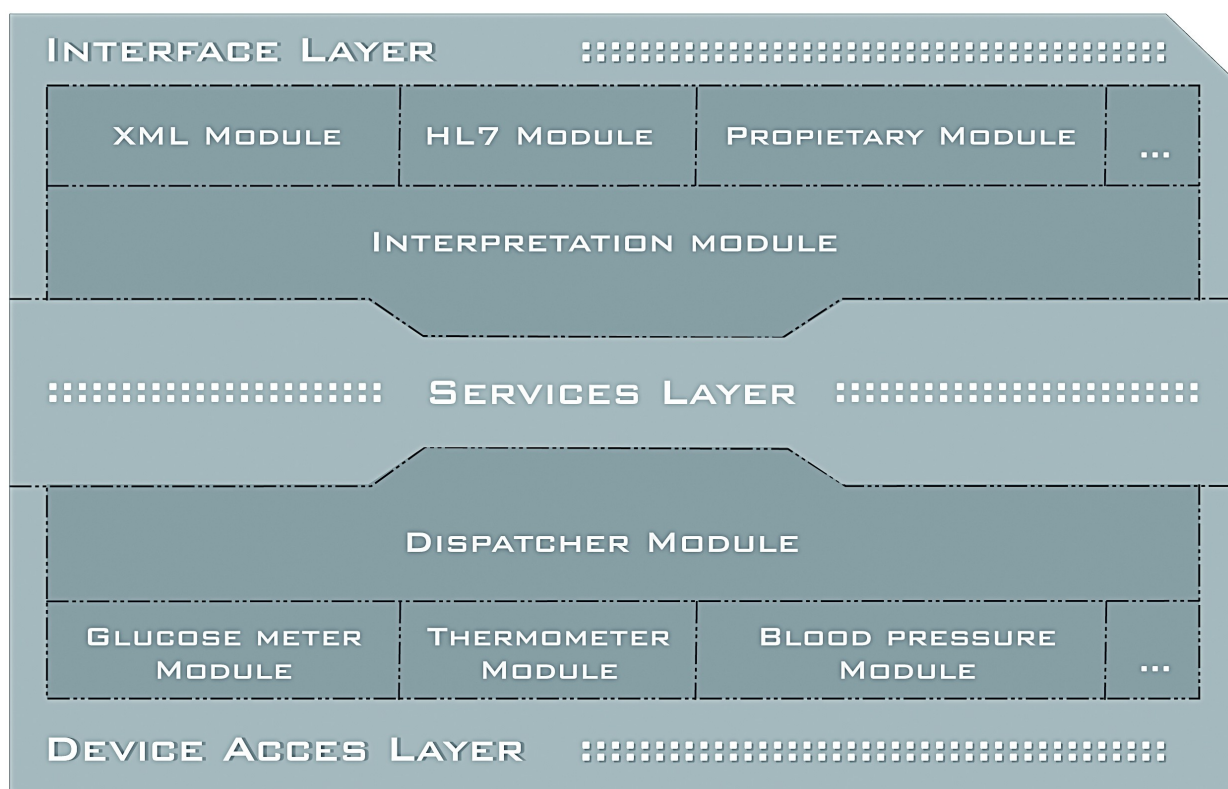 Interface Layer
XML Module HL7 Module Propietary Module ...
Interpretation module
Services Layer
Dispatcher Module
Glucose meter Module
Thermometer Module
Blood pressure Module
...
Device Acces Layer